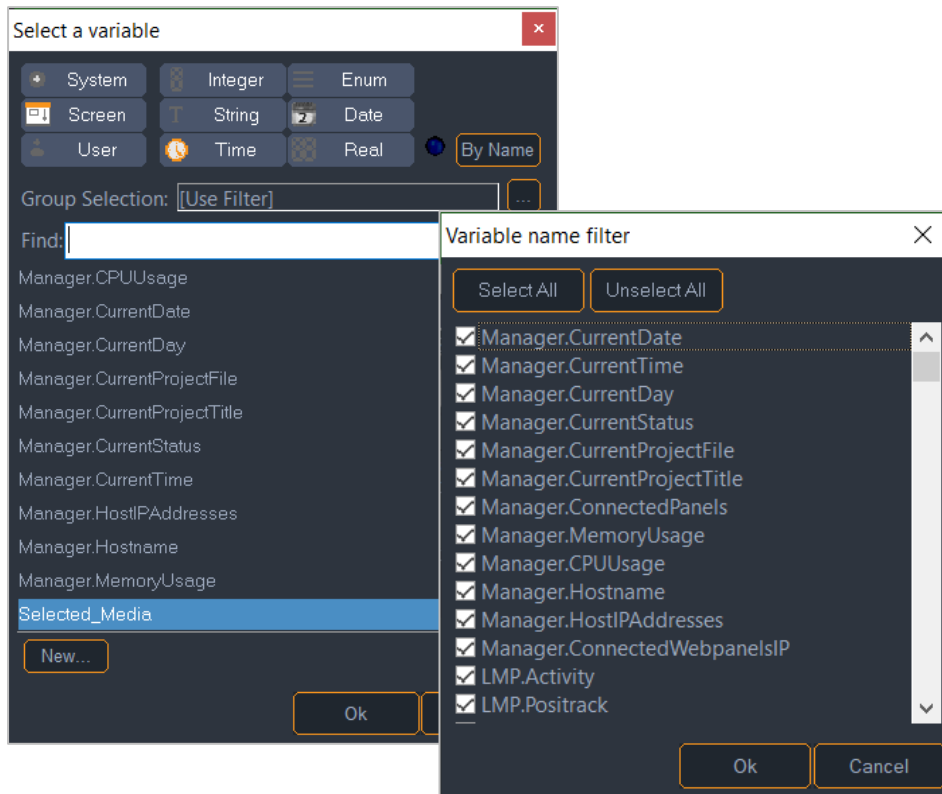 Select a variable
System Integer Enum
Screen String Date
User Time Real By Name
Group Selection: [Use Filter] ...
Find:
Manager.CPUUsage
Manager.CurrentDate
Manager.CurrentDay
Manager.CurrentProjectFile
Manager.CurrentProjectTitle
Manager.CurrentStatus
Manager.CurrentTime
Manager.HostIPAddresses
Manager.Hostname
Manager.MemoryUsage
Selected_Media
New...
Ok
Variable name filter
Select All Unselect All
Manager.CurrentDate
Manager.CurrentTime
Manager.CurrentDay
Manager.CurrentStatus
Manager.CurrentProjectFile
Manager.CurrentProjectTitle
Manager.ConnectedPanels
Manager.MemoryUsage
Manager.CPUUsage
Manager.Hostname
Manager.HostIPAddresses
Manager.ConnectedWebpanelsIP
LMP.Activity
LMP.Positrack
Ok Cancel